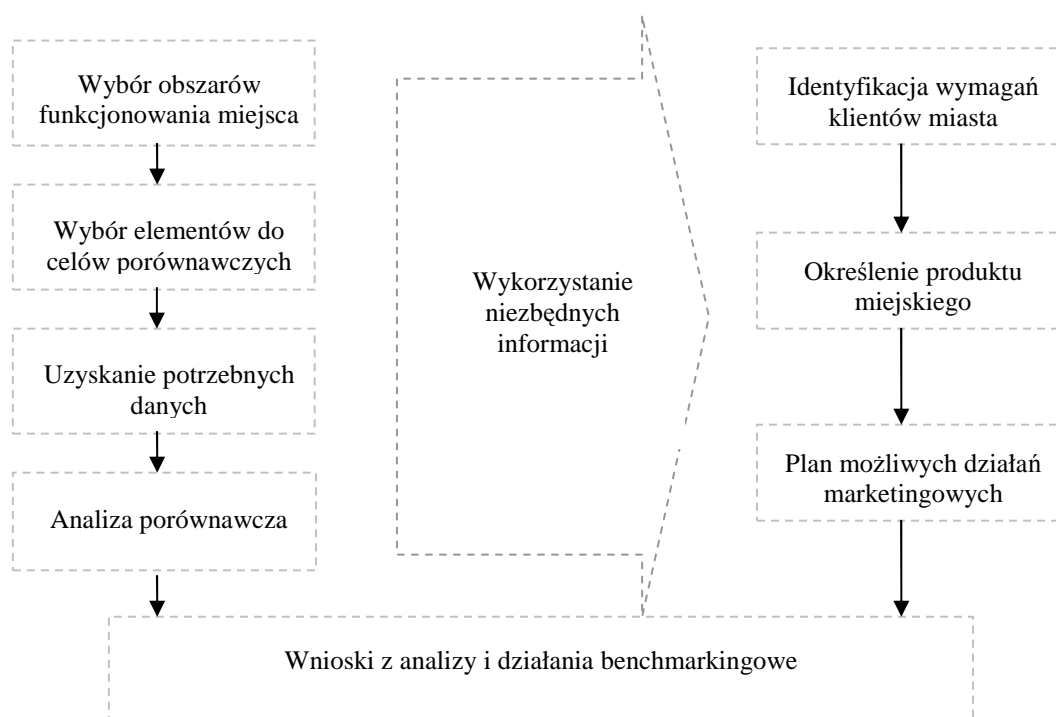 Wybór obszarów
funkcjonowania miejsca
Wybór elementów do
celów porównawczych
Uzyskanie potrzebnych
danych
Analiza porównawcza
Wykorzystanie
niezbędnych
informacji
Identyfikacja wymagań
klientów miasta
Określenie produktu
miejskiego
Plan możliwych działań
marketingowych
Wnioski z analizy i działania benchmarkingowe